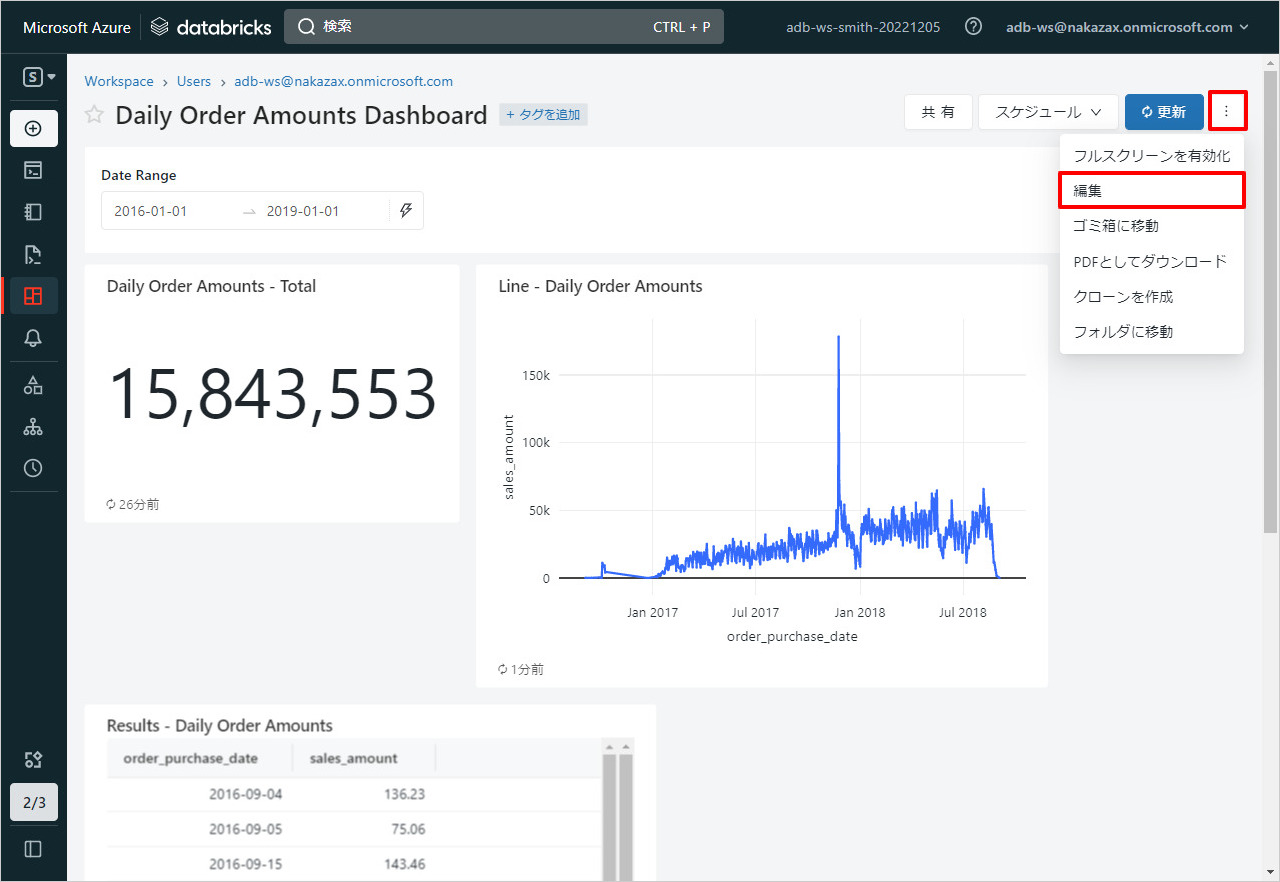 Microsoft Azure databricks 検索 CTRL + P adb-ws-smith-20221205 adb-ws@nakazax.onmicrosoft.com
S
Workspace › Users › adb-ws@nakazax.onmicrosoft.com
Daily Order Amounts Dashboard + タグを追加
共 有 スケジュール 更新
フルスクリーンを有効化
編集
ゴミ箱に移動
PDFとしてダウンロード
クローンを作成
フォルダに移動
Date Range
2016-01-01 → 2019-01-01
Daily Order Amounts - Total
15,843,553
26分前
Line - Daily Order Amounts
150k
100k
50k
0
sales_amount
Jan 2017 Jul 2017 Jan 2018 Jul 2018
order_purchase_date
1分前
Results - Daily Order Amounts
order_purchase_date sales_amount
2016-09-04 136.23
2016-09-05 75.06
2016-09-15 143.46
2/3